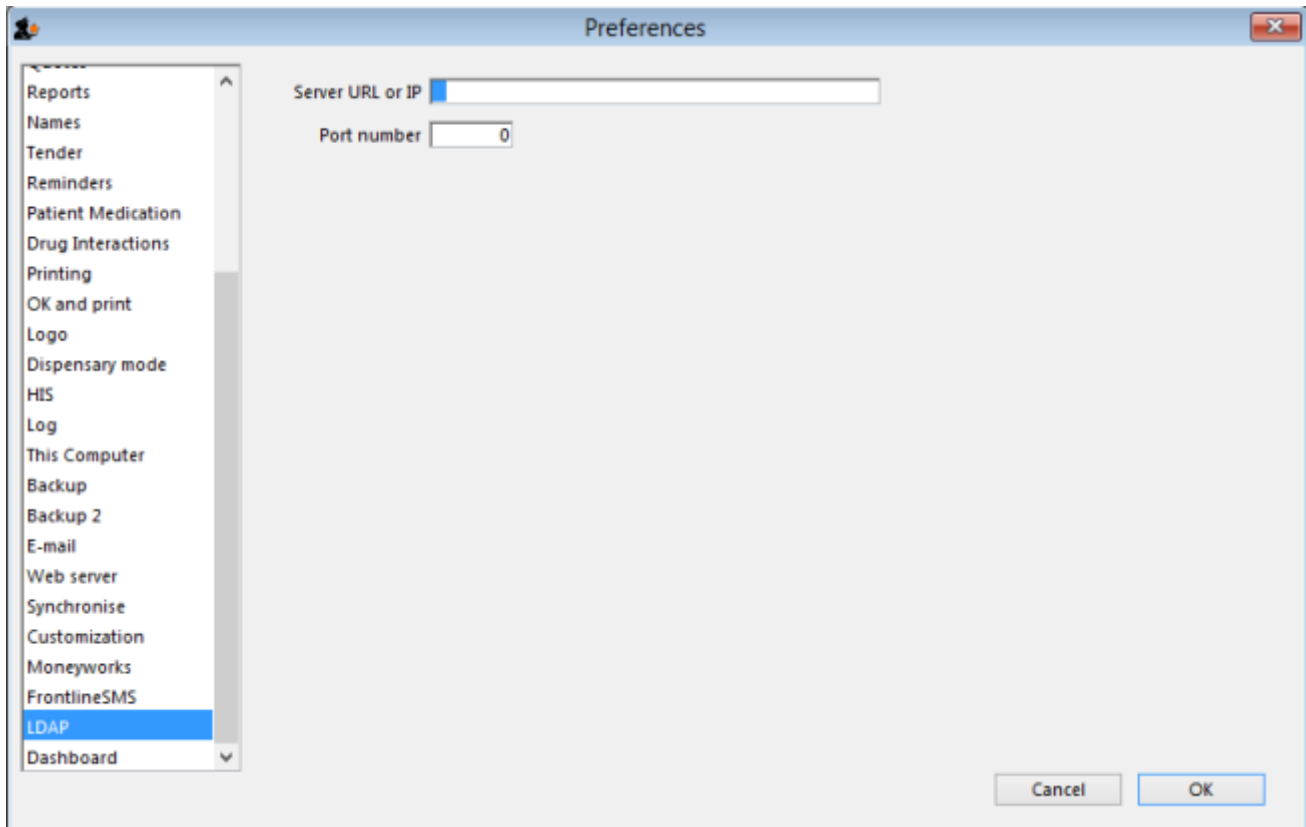 Preferences
Reports
Names
Tender
Reminders
Patient Medication
Drug Interactions
Printing
OK and print
Logo
Dispensary mode
HIS
Log
This Computer
Backup
Backup 2
E-mail
Web server
Synchronise
Customization
Moneyworks
FrontlineSMS
LDAP
Dashboard
Server URL or IP
Port number 0
Cancel OK